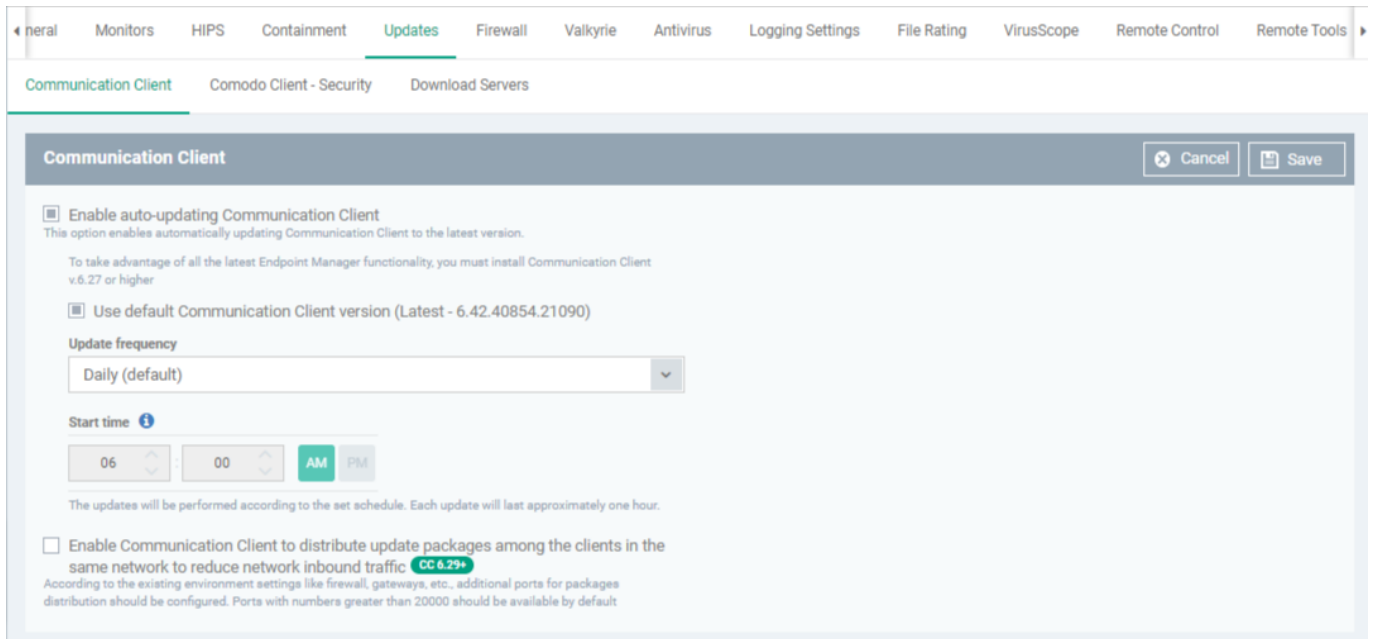 neral Monitors HIPS Containment Updates Firewall Valkyrie Antivirus Logging Settings File Rating VirusScope Remote Control Remote Tools
Communication Client Comodo Client - Security Download Servers
Communication Client Cancel Save
Enable auto-updating Communication Client
This option enables automatically updating Communication Client to the latest version.
To take advantage of all the latest Endpoint Manager functionality, you must install Communication Client
v.6.27 or higher
Use default Communication Client version (Latest - 6.42.40854.21090)
Update frequency
Daily (default)
Start time
06 : 00 AM PM
The updates will be performed according to the set schedule. Each update will last approximately one hour.
Enable Communication Client to distribute update packages among the clients in the
same network to reduce network inbound traffic CC 6.29+
According to the existing environment settings like firewall, gateways, etc., additional ports for packages
distribution should be configured. Ports with numbers greater than 20000 should be available by default